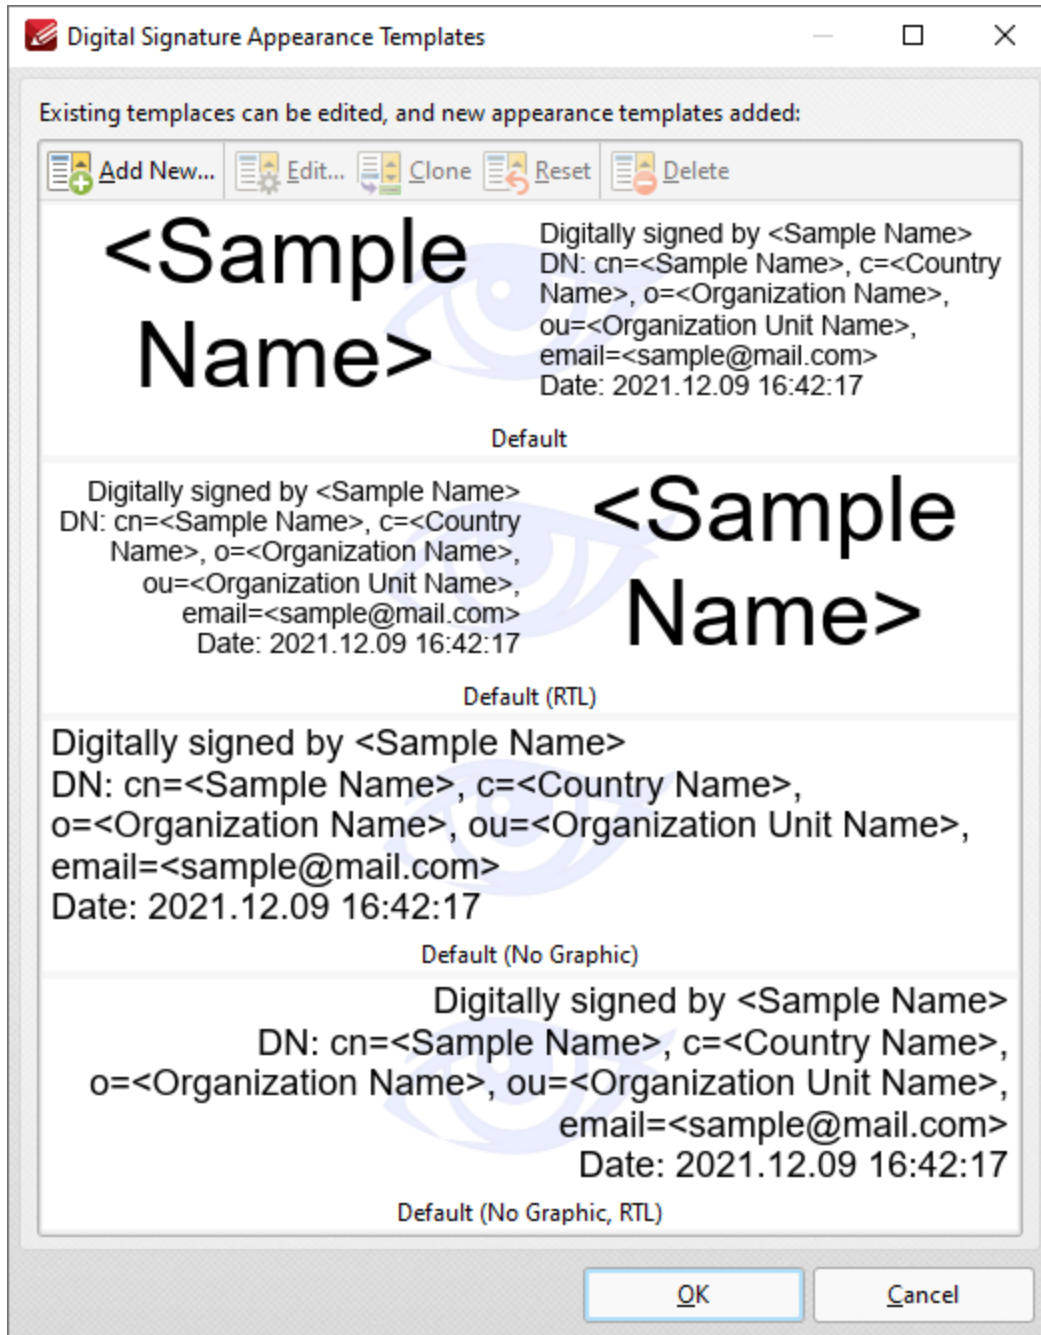 Digital Signature Appearance Templates
Existing templaces can be edited, and new appearance templates added:
Add New... Edit... Clone Reset Delete
<Sample
Name>
Digitally signed by <Sample Name>
DN: cn=<Sample Name>, c=<Country
Name>, o=<Organization Name>,
ou=<Organization Unit Name>,
email=<sample@mail.com>
Date: 2021.12.09 16:42:17
Default
Digitally signed by <Sample Name>
DN: cn=<Sample Name>, c=<Country
Name>, o=<Organization Name>,
ou=<Organization Unit Name>,
email=<sample@mail.com>
Date: 2021.12.09 16:42:17
<Sample
Name>
Default (RTL)
Digitally signed by <Sample Name>
DN: cn=<Sample Name>, c=<Country Name>,
o=<Organization Name>, ou=<Organization Unit Name>,
email=<sample@mail.com>
Date: 2021.12.09 16:42:17
Default (No Graphic)
Digitally signed by <Sample Name>
DN: cn=<Sample Name>, c=<Country Name>,
o=<Organization Name>, ou=<Organization Unit Name>,
email=<sample@mail.com>
Date: 2021.12.09 16:42:17
Default (No Graphic, RTL)
OK Cancel